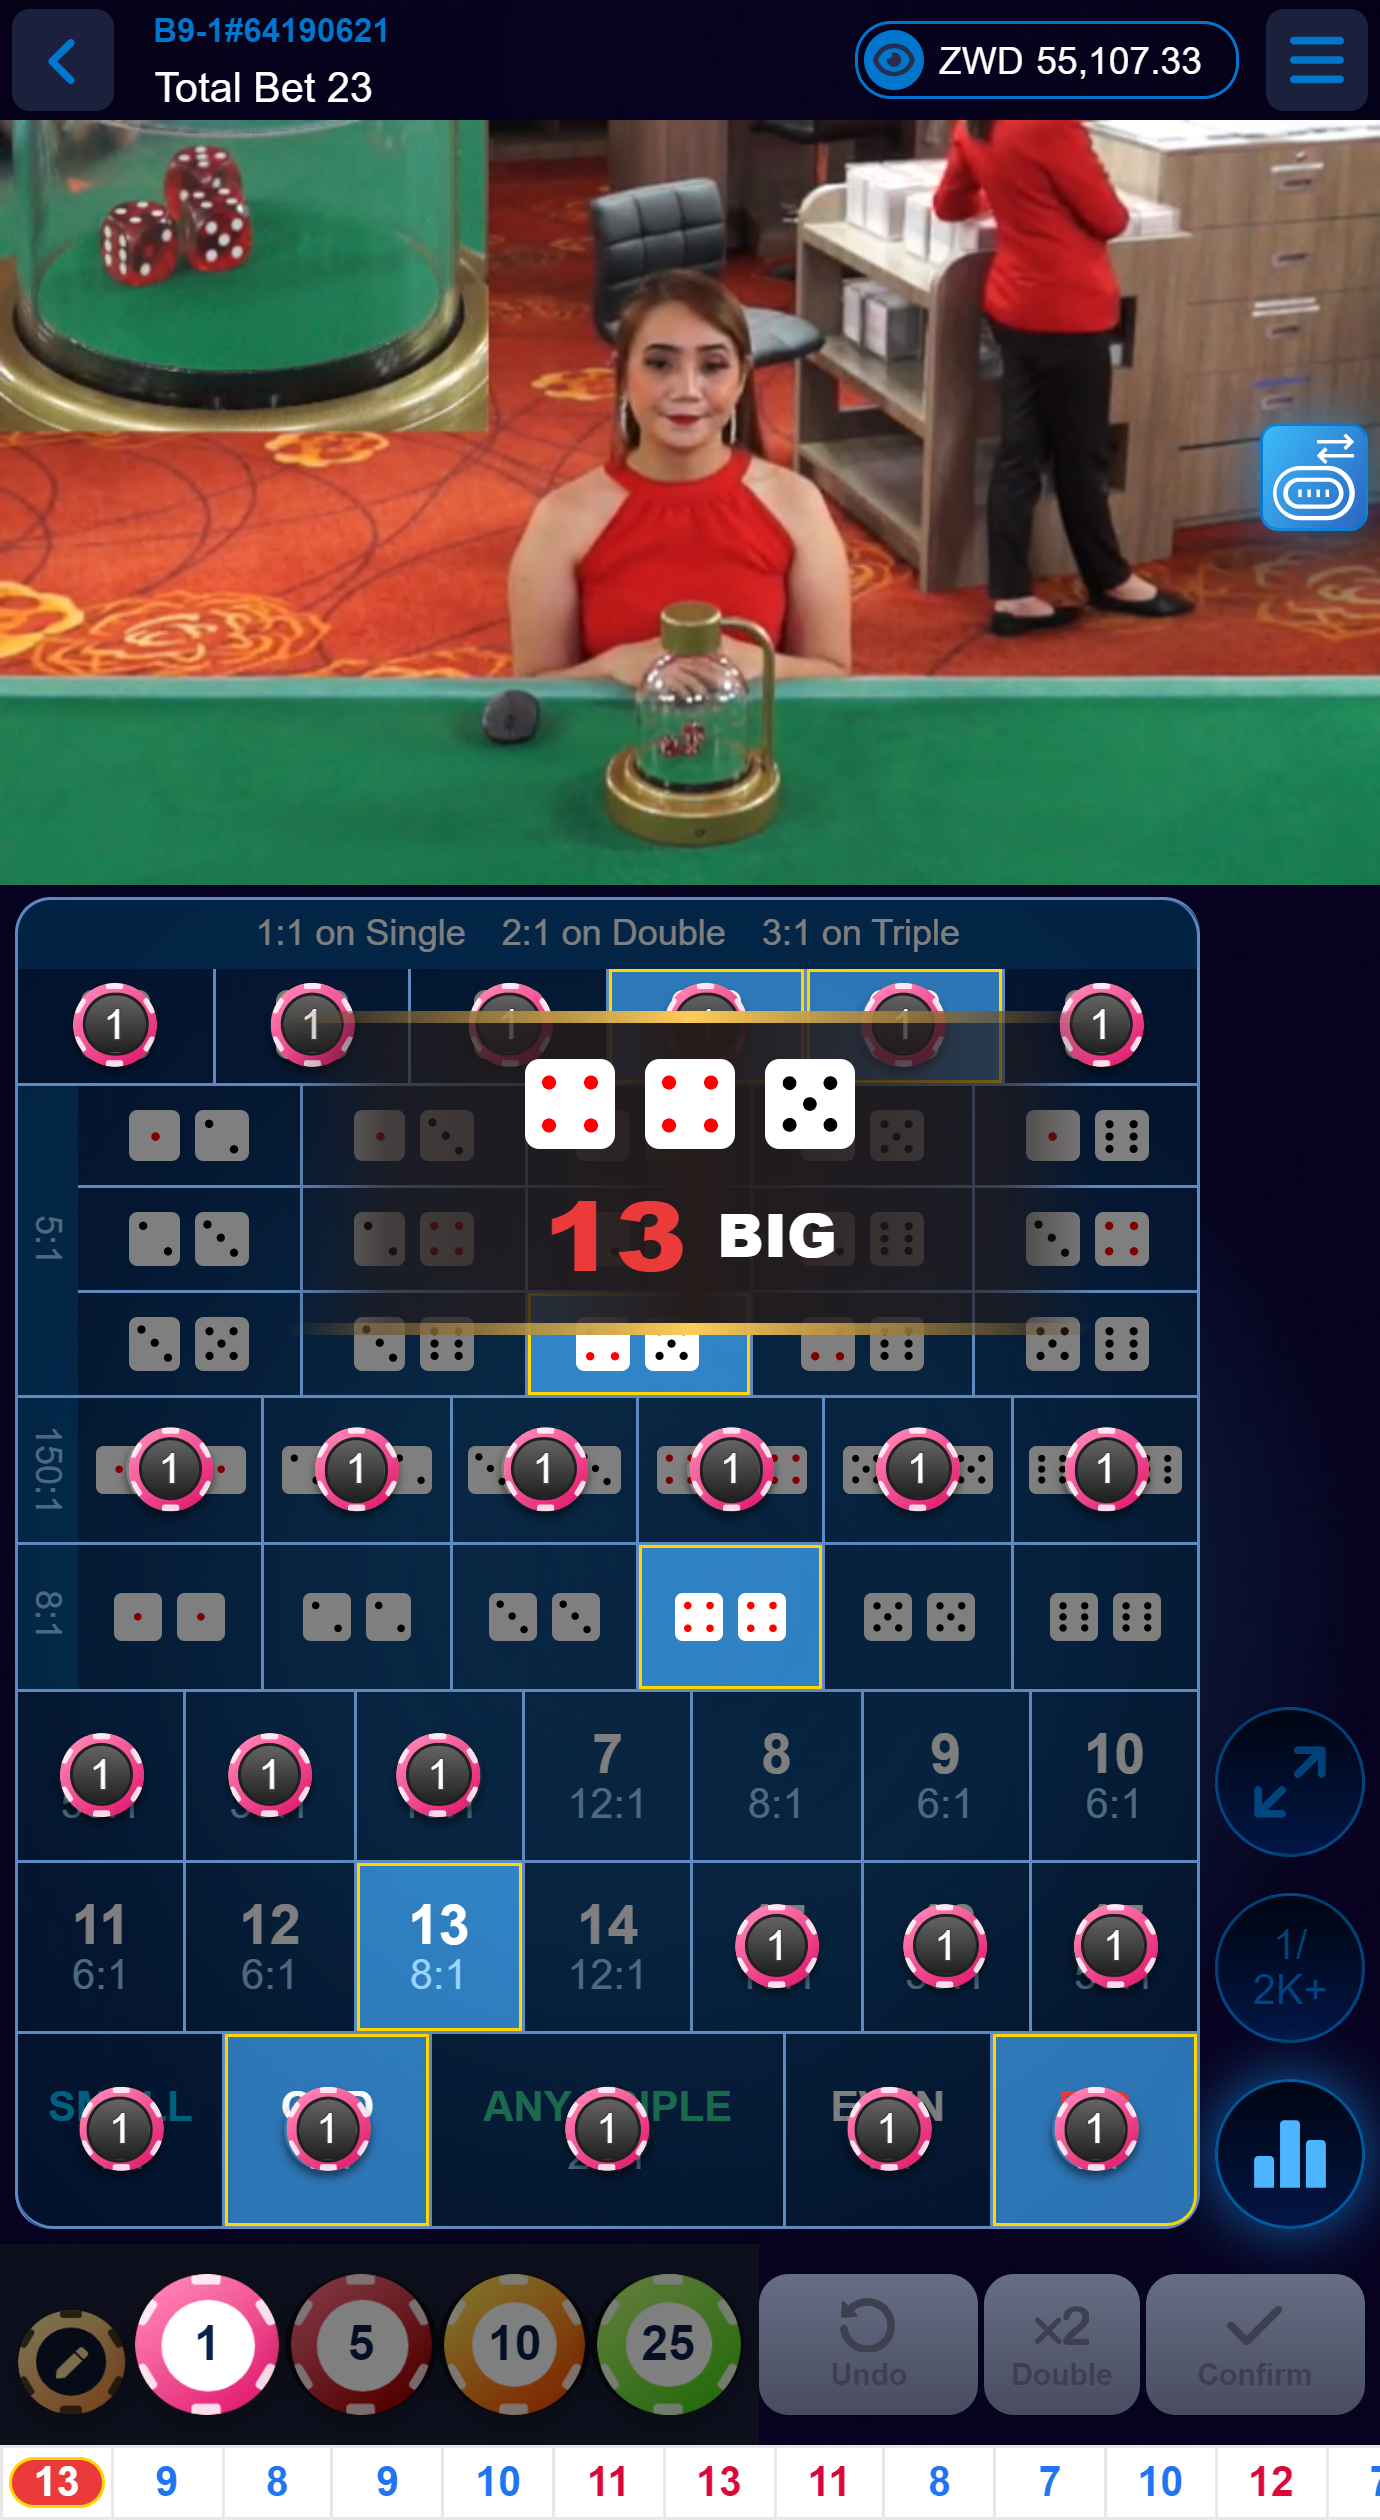 B9-1#64190621
Total Bet 23
ZWD 55,107.33
1:1 on Single 2:1 on Double 3:1 on Triple
1 1 1 1 1 1
13 BIG
5:1
150:1
1 1 1 1 1 1
8:1
1 1 1 7 8 9 10
12:1 8:1 6:1 6:1
11 12 13 14
6:1 6:1 8:1 12:1
1 1 1
1/
2K+
ANY
1 1 1 1 1
1 5 10 25
x2
Undo Double Confirm
13 9 8 9 10 11 13 11 8 7 10 12